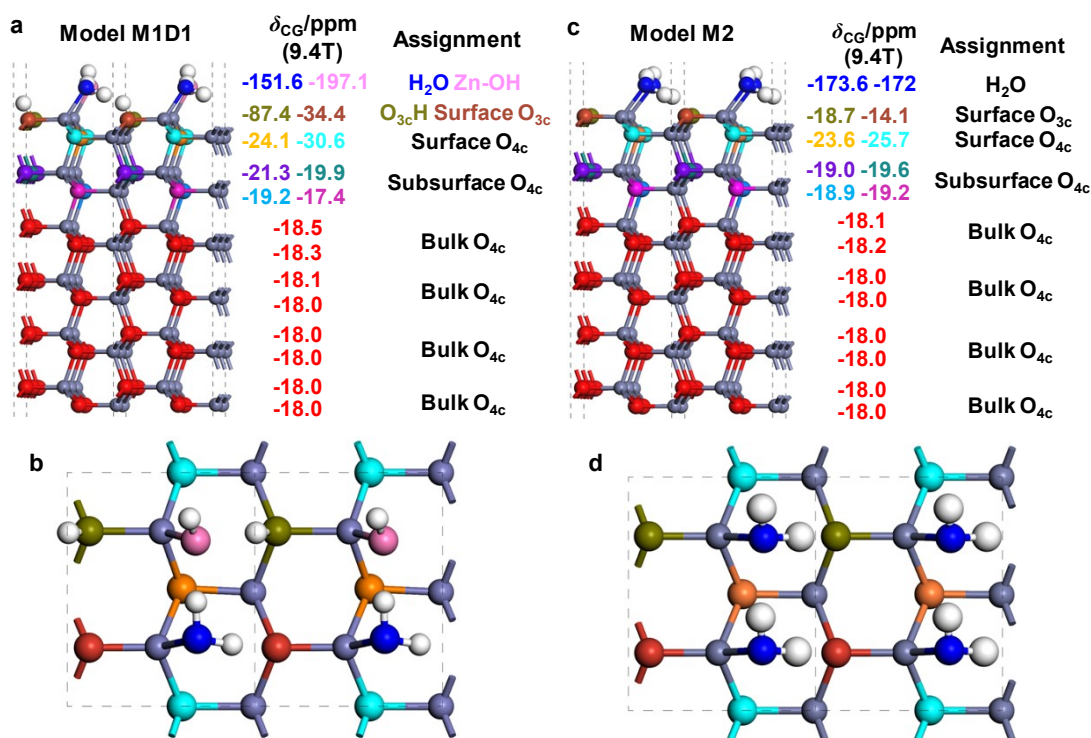 a
Model M1D1
δCG/ppm
(9.4T)
Assignment
-151.6 -197.1
H2O Zn-OH
-87.4 -34.4
O3cH Surface O3c
-24.1 -30.6
Surface O4c
-21.3 -19.9
-19.2 -17.4
Subsurface O4c
-18.5
-18.3
Bulk O4c
-18.1
-18.0
Bulk O4c
-18.0
-18.0
Bulk O4c
-18.0
-18.0
Bulk O4c
c
Model M2
δCG/ppm
(9.4T)
Assignment
-173.6 -172
H2O
-18.7 -14.1
Surface O3c
-23.6 -25.7
Surface O4c
-19.0 -19.6
-18.9 -19.2
Subsurface O4c
-18.1
-18.2
Bulk O4c
-18.0
-18.0
Bulk O4c
-18.0
-18.0
Bulk O4c
-18.0
-18.0
Bulk O4c
b
d